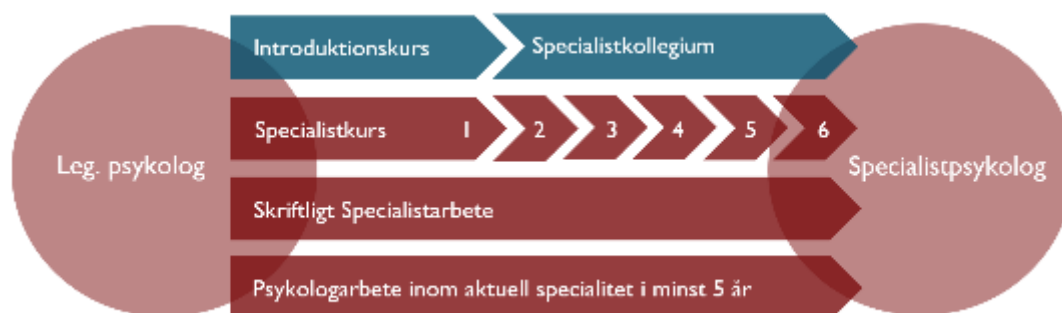 Introduktionskurs
Specialistkollegium
Specialistkurs 1 2 3 4 5 6
Leg. psykolog
Specialistpsykolog
Skriftligt Specialistarbete
Psykologarbete inom aktuell specialitet i minst 5 år